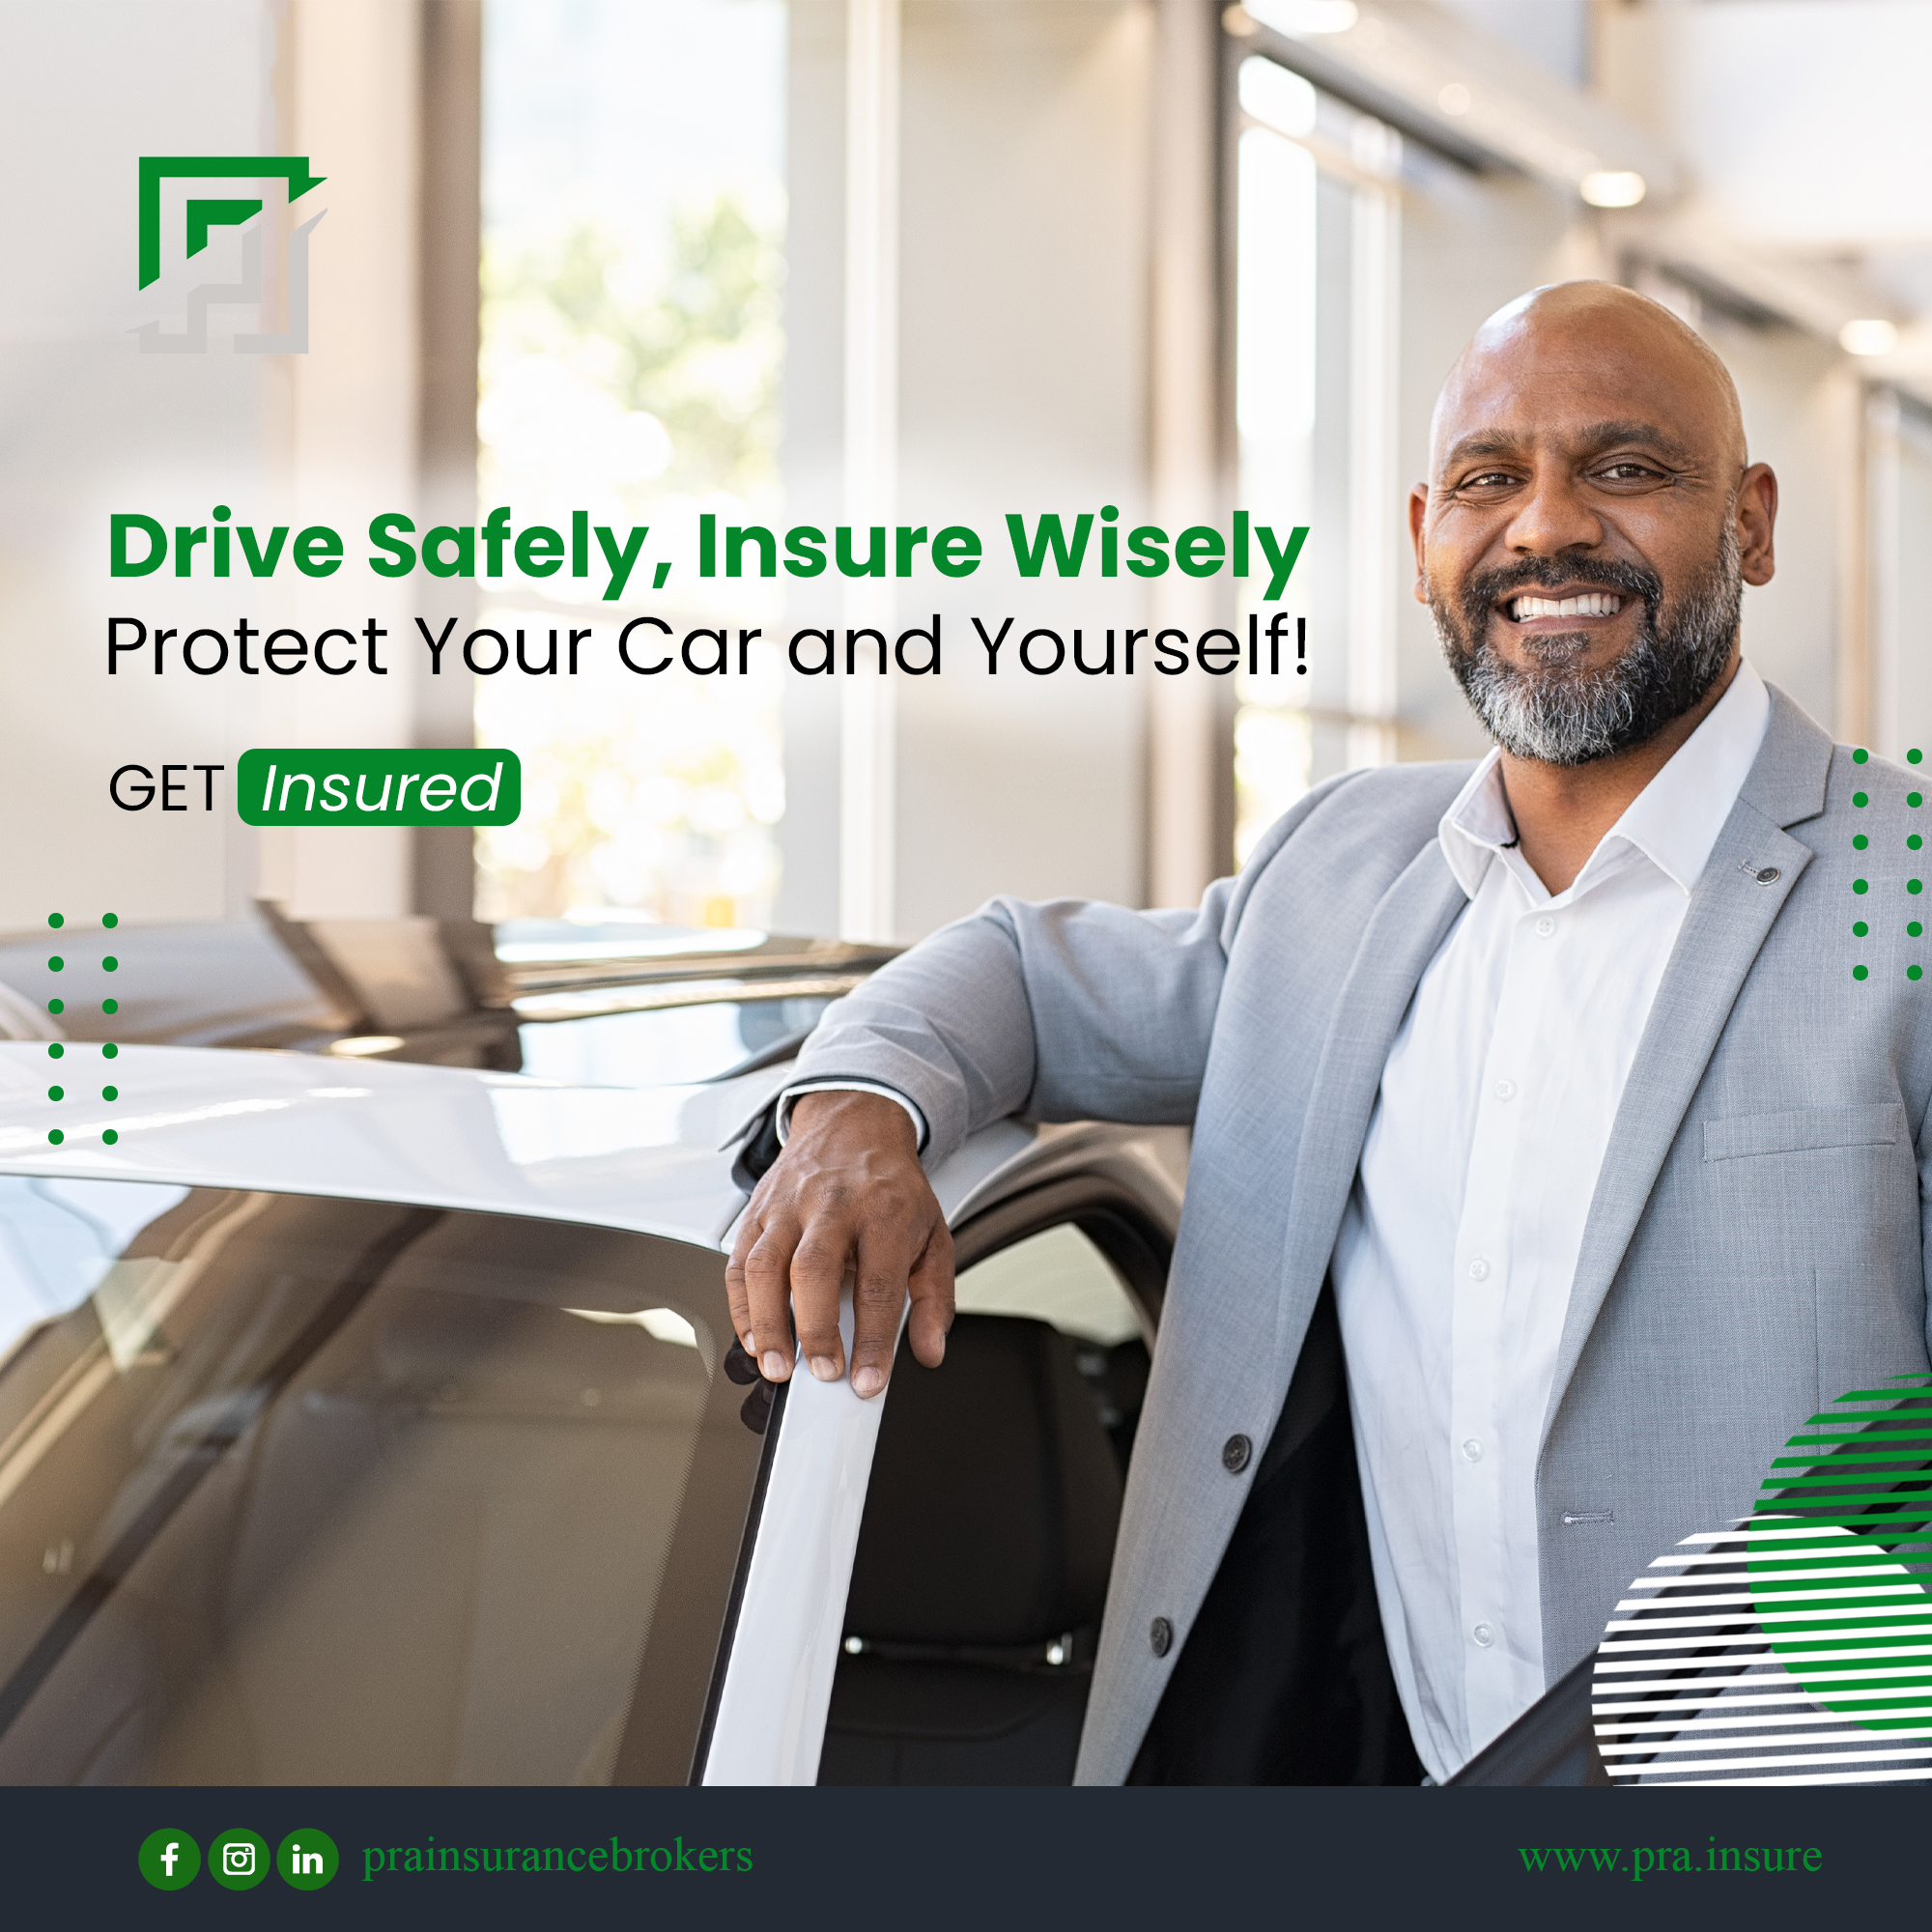 Drive Safely, Insure Wisely
Protect Your Car and Yourself!
GET Insured
prainsurancebrokers
www.pra.insure